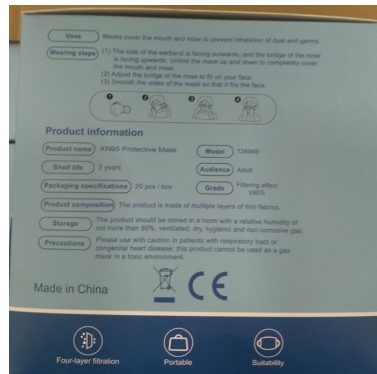 Uses Masks cover the mouth and nose to prevent inhalation of dust and germs.
Wearing steps (1) The side of the earband is facing outwards, and the bridge of the nose
is facing upwards. Unfold the mask up and down to completely cover
the mouth and nose.
(2) Adjust the bridge of the nose to fit on your face.
(3) Smooth the sides of the mask so that it fits the face.
1 2 3 4
Product information
Product name KN95 Protective Mask Model 134949
Shelf life 2 years Audience Adult
Packaging specifications 20 pcs / box Grade Filtering effect
≥95%
Product composition The product is made of multiple layers of thin fabrics.
Storage The product should be stored in a room with a relative humidity of
not more than 80%, ventilated, dry, hygienic and non-corrosive gas.
Precautions Please use with caution in patients with respiratory tract or
congenital heart disease; this product cannot be used as a gas
mask in a toxic environment.
Made in China CE
Four-layer filtration Portable Suitability